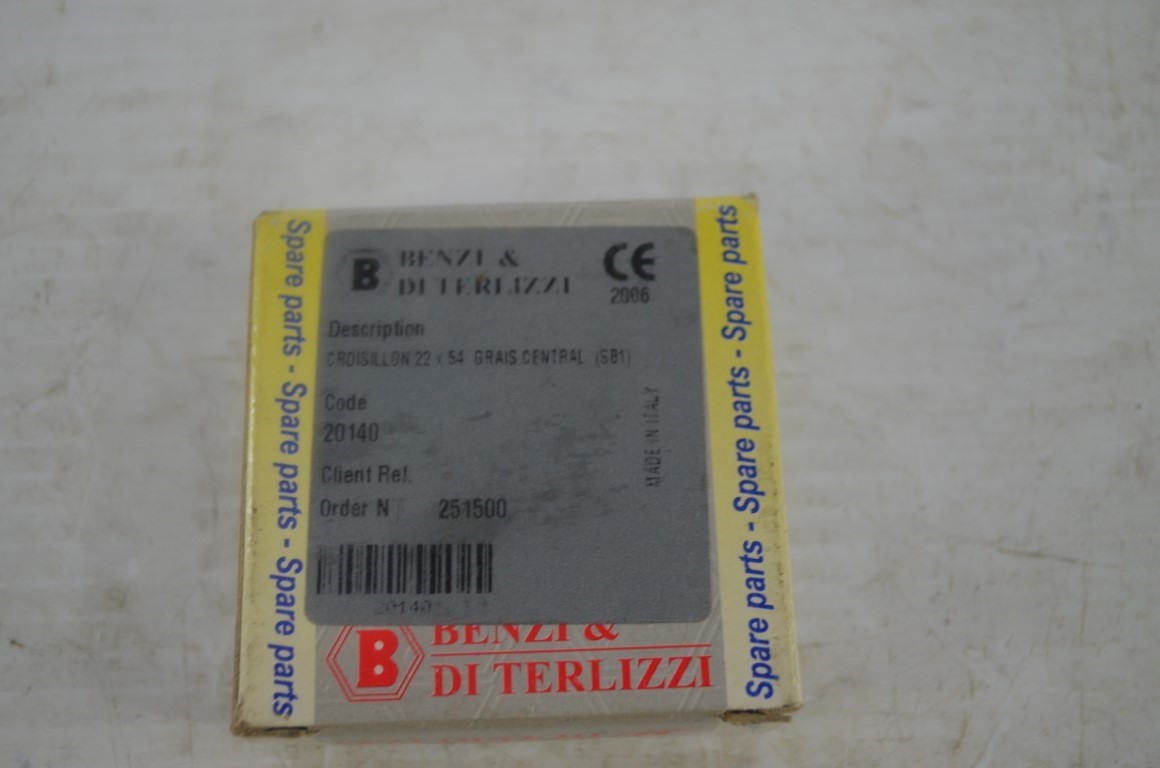 Spare parts - Spare parts - Spare parts
B
BENZI &
DI TERLIZZI
CE
2006
Description
CROISILLON 22 x 54 GRAIS.CENTRAL (SB1)
Code
20140
Client Ref.
Order N 251500
MADE IN ITALY
20140
B
BENZI &
DI TERLIZZI
Spare parts - Spare parts - Spare parts